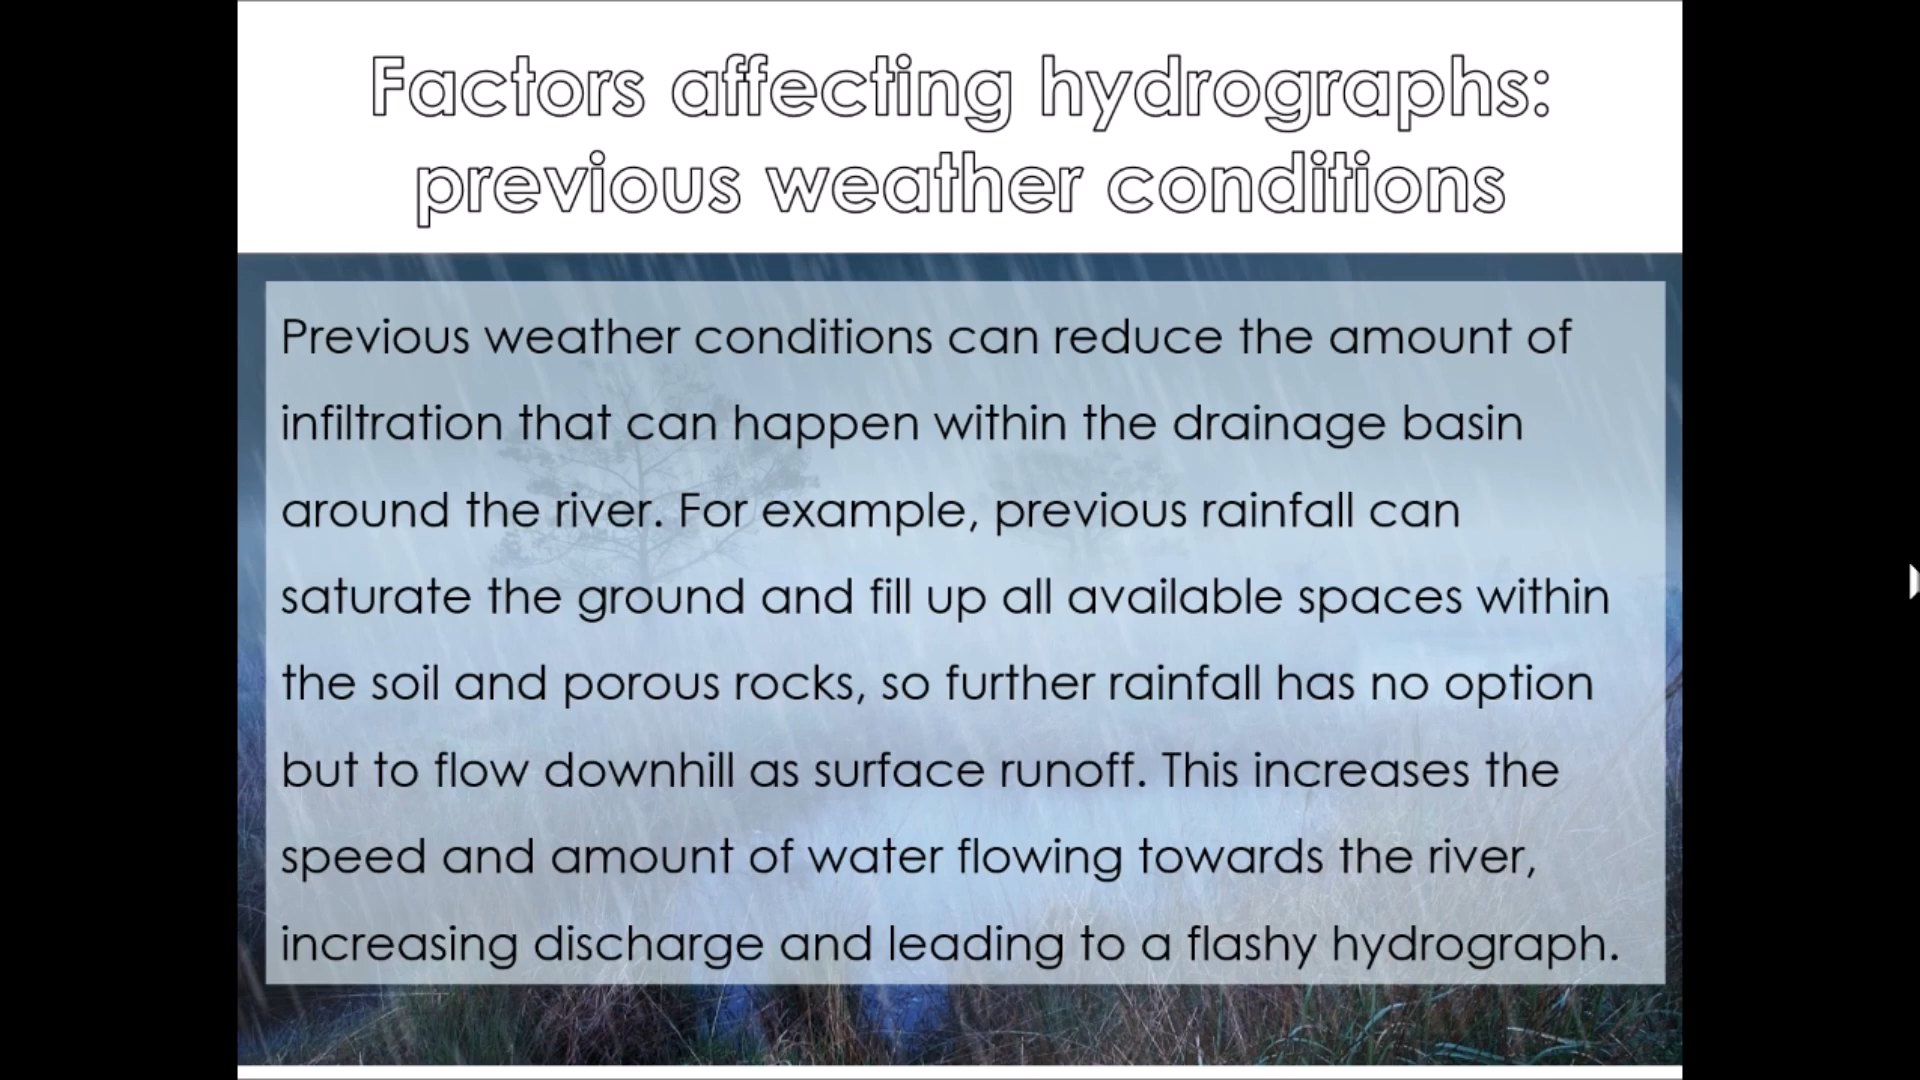 Factors affecting hydrographs:
previous weather conditions
Previous weather conditions can reduce the amount of
infiltration that can happen within the drainage basin
around the river. For example, previous rainfall can
saturate the ground and fill up all available spaces within
the soil and porous rocks, so further rainfall has no option
but to flow downhill as surface runoff. This increases the
speed and amount of water flowing towards the river,
increasing discharge and leading to a flashy hydrograph.